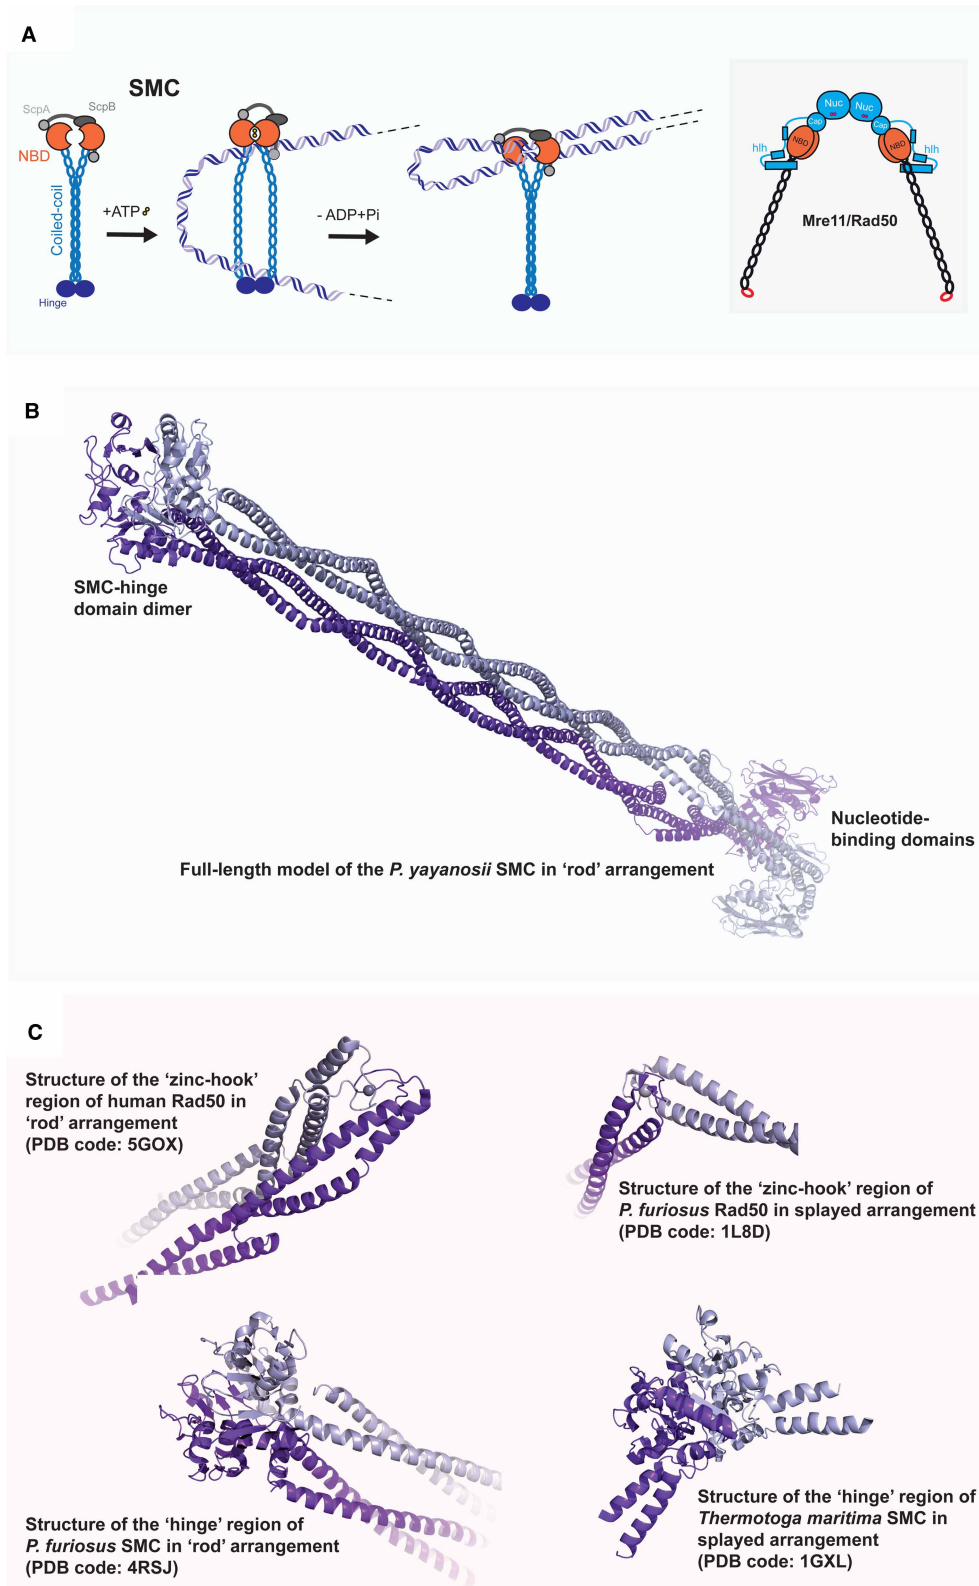 A
SMC
ScpA
ScpB
NBD
Coiled-coil
Hinge
+ATP
- ADP+Pi
Nuc
Nuc
Cap
Cap
hlh
NBD
NBD
hlh
Mre11/Rad50
B
SMC-hinge
domain dimer
Nucleotide-
binding domains
Full-length model of the P. yayanosii SMC in ‘rod’ arrangement
C
Structure of the ‘zinc-hook’
region of human Rad50 in
‘rod’ arrangement
(PDB code: 5GOX)
Structure of the ‘zinc-hook’ region of
P. furiosus Rad50 in splayed arrangement
(PDB code: 1L8D)
Structure of the ‘hinge’ region of
P. furiosus SMC in ‘rod’ arrangement
(PDB code: 4RSJ)
Structure of the ‘hinge’ region of
Thermotoga maritima SMC in
splayed arrangement
(PDB code: 1GXL)